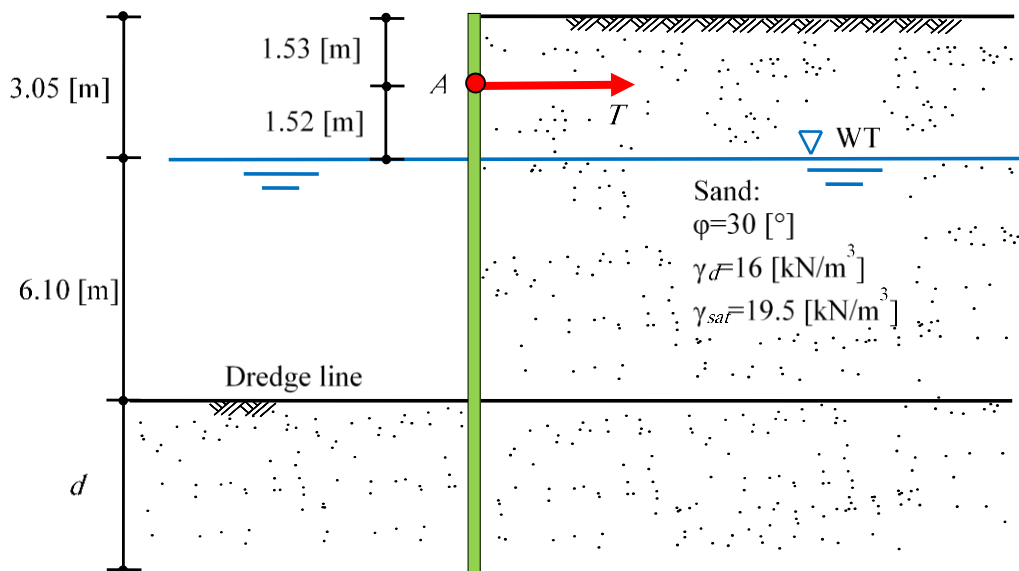 1.53 [m]
3.05 [m]
A
1.52 [m]
T
WT
Sand:
φ=30 [°]
γd=16 [kN/m³]
γsat=19.5 [kN/m³]
6.10 [m]
Dredge line
d